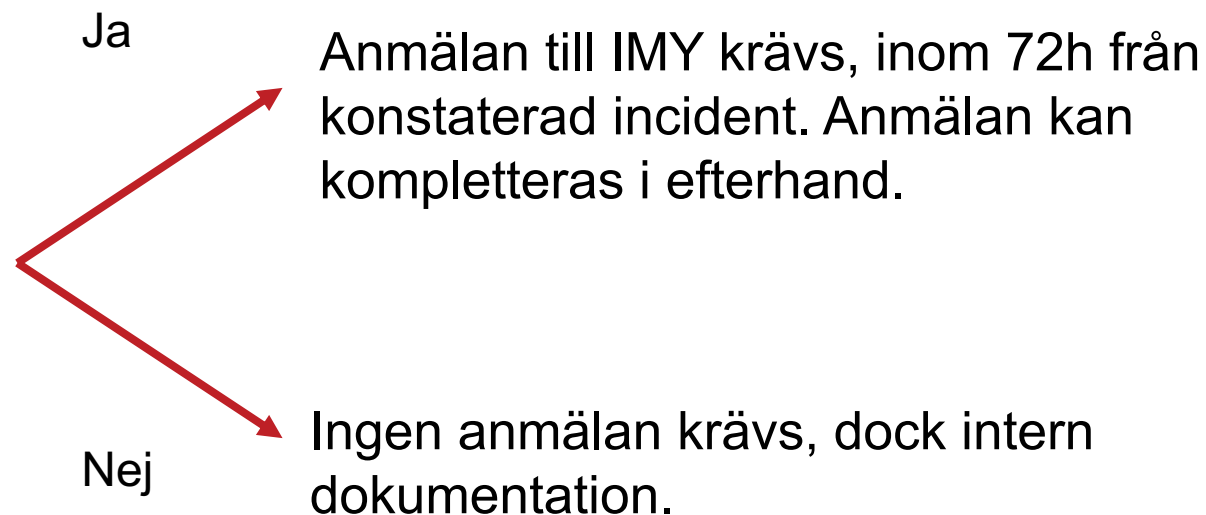 Ja
Anmälan till IMY krävs, inom 72h från
konstaterad incident. Anmälan kan
kompletteras i efterhand.
Ingen anmälan krävs, dock intern
dokumentation.
Nej